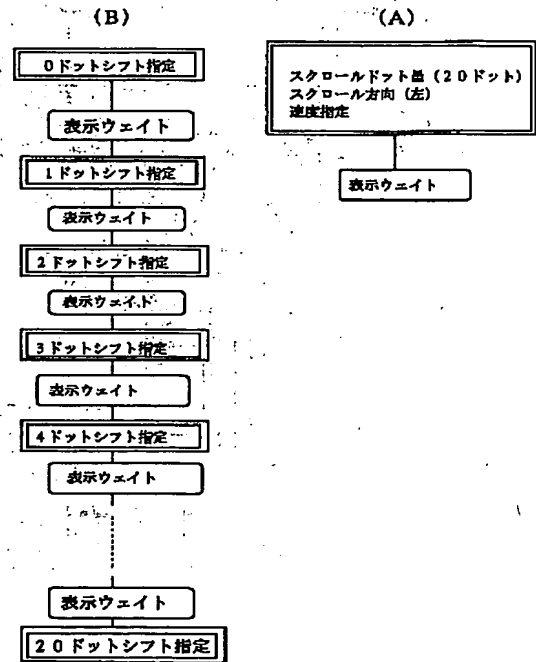 (B)
0ドットシフト指定
表示ウェイト
1ドットシフト指定
表示ウェイト
2ドットシフト指定
表示ウェイト
3ドットシフト指定
表示ウェイト
4ドットシフト指定
表示ウェイト
表示ウェイト
20ドットシフト指定
(A)
スクロールドット量(20ドット)
スクロール方向(左)
速度指定
表示ウェイト